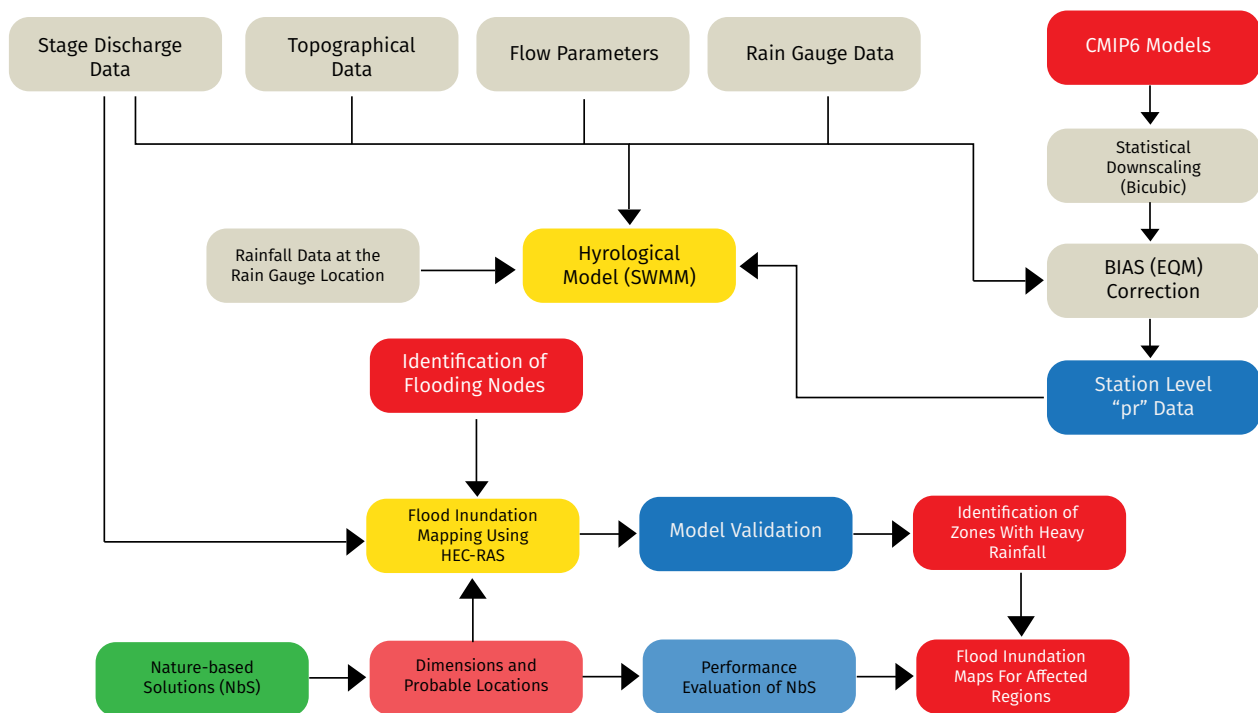 Stage Discharge
Data
Topographical
Data
Flow Parameters
Rain Gauge Data
CMIP6 Models
Statistical
Downscaling
(Bicubic)
Rainfall Data at the
Rain Gauge Location
Hyrological
Model (SWMM)
BIAS (EQM)
Correction
Identification of
Flooding Nodes
Station Level
“pr” Data
Flood Inundation
Mapping Using
HEC-RAS
Model Validation
Identification of
Zones With Heavy
Rainfall
Nature-based
Solutions (NbS)
Dimensions and
Probable Locations
Performance
Evaluation of NbS
Flood Inundation
Maps For Affected
Regions